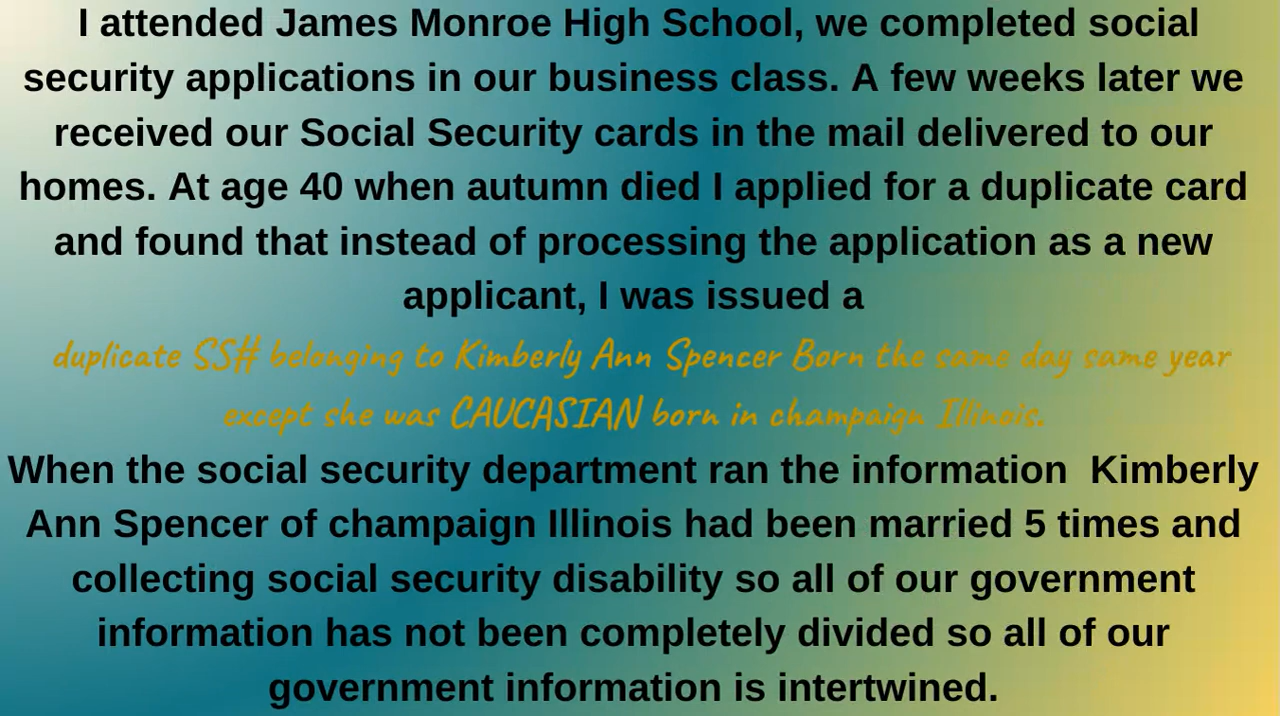 I attended James Monroe High School, we completed social
security applications in our business class. A few weeks later we
received our Social Security cards in the mail delivered to our
homes. At age 40 when autumn died I applied for a duplicate card
and found that instead of processing the application as a new
applicant, I was issued a
duplicate SS# belonging to Kimberly Ann Spencer Born the same day same year
except she was CAUCASIAN born in champaign Illinois.
When the social security department ran the information  Kimberly
Ann Spencer of champaign Illinois had been married 5 times and
collecting social security disability so all of our government
information has not been completely divided so all of our
government information is intertwined.